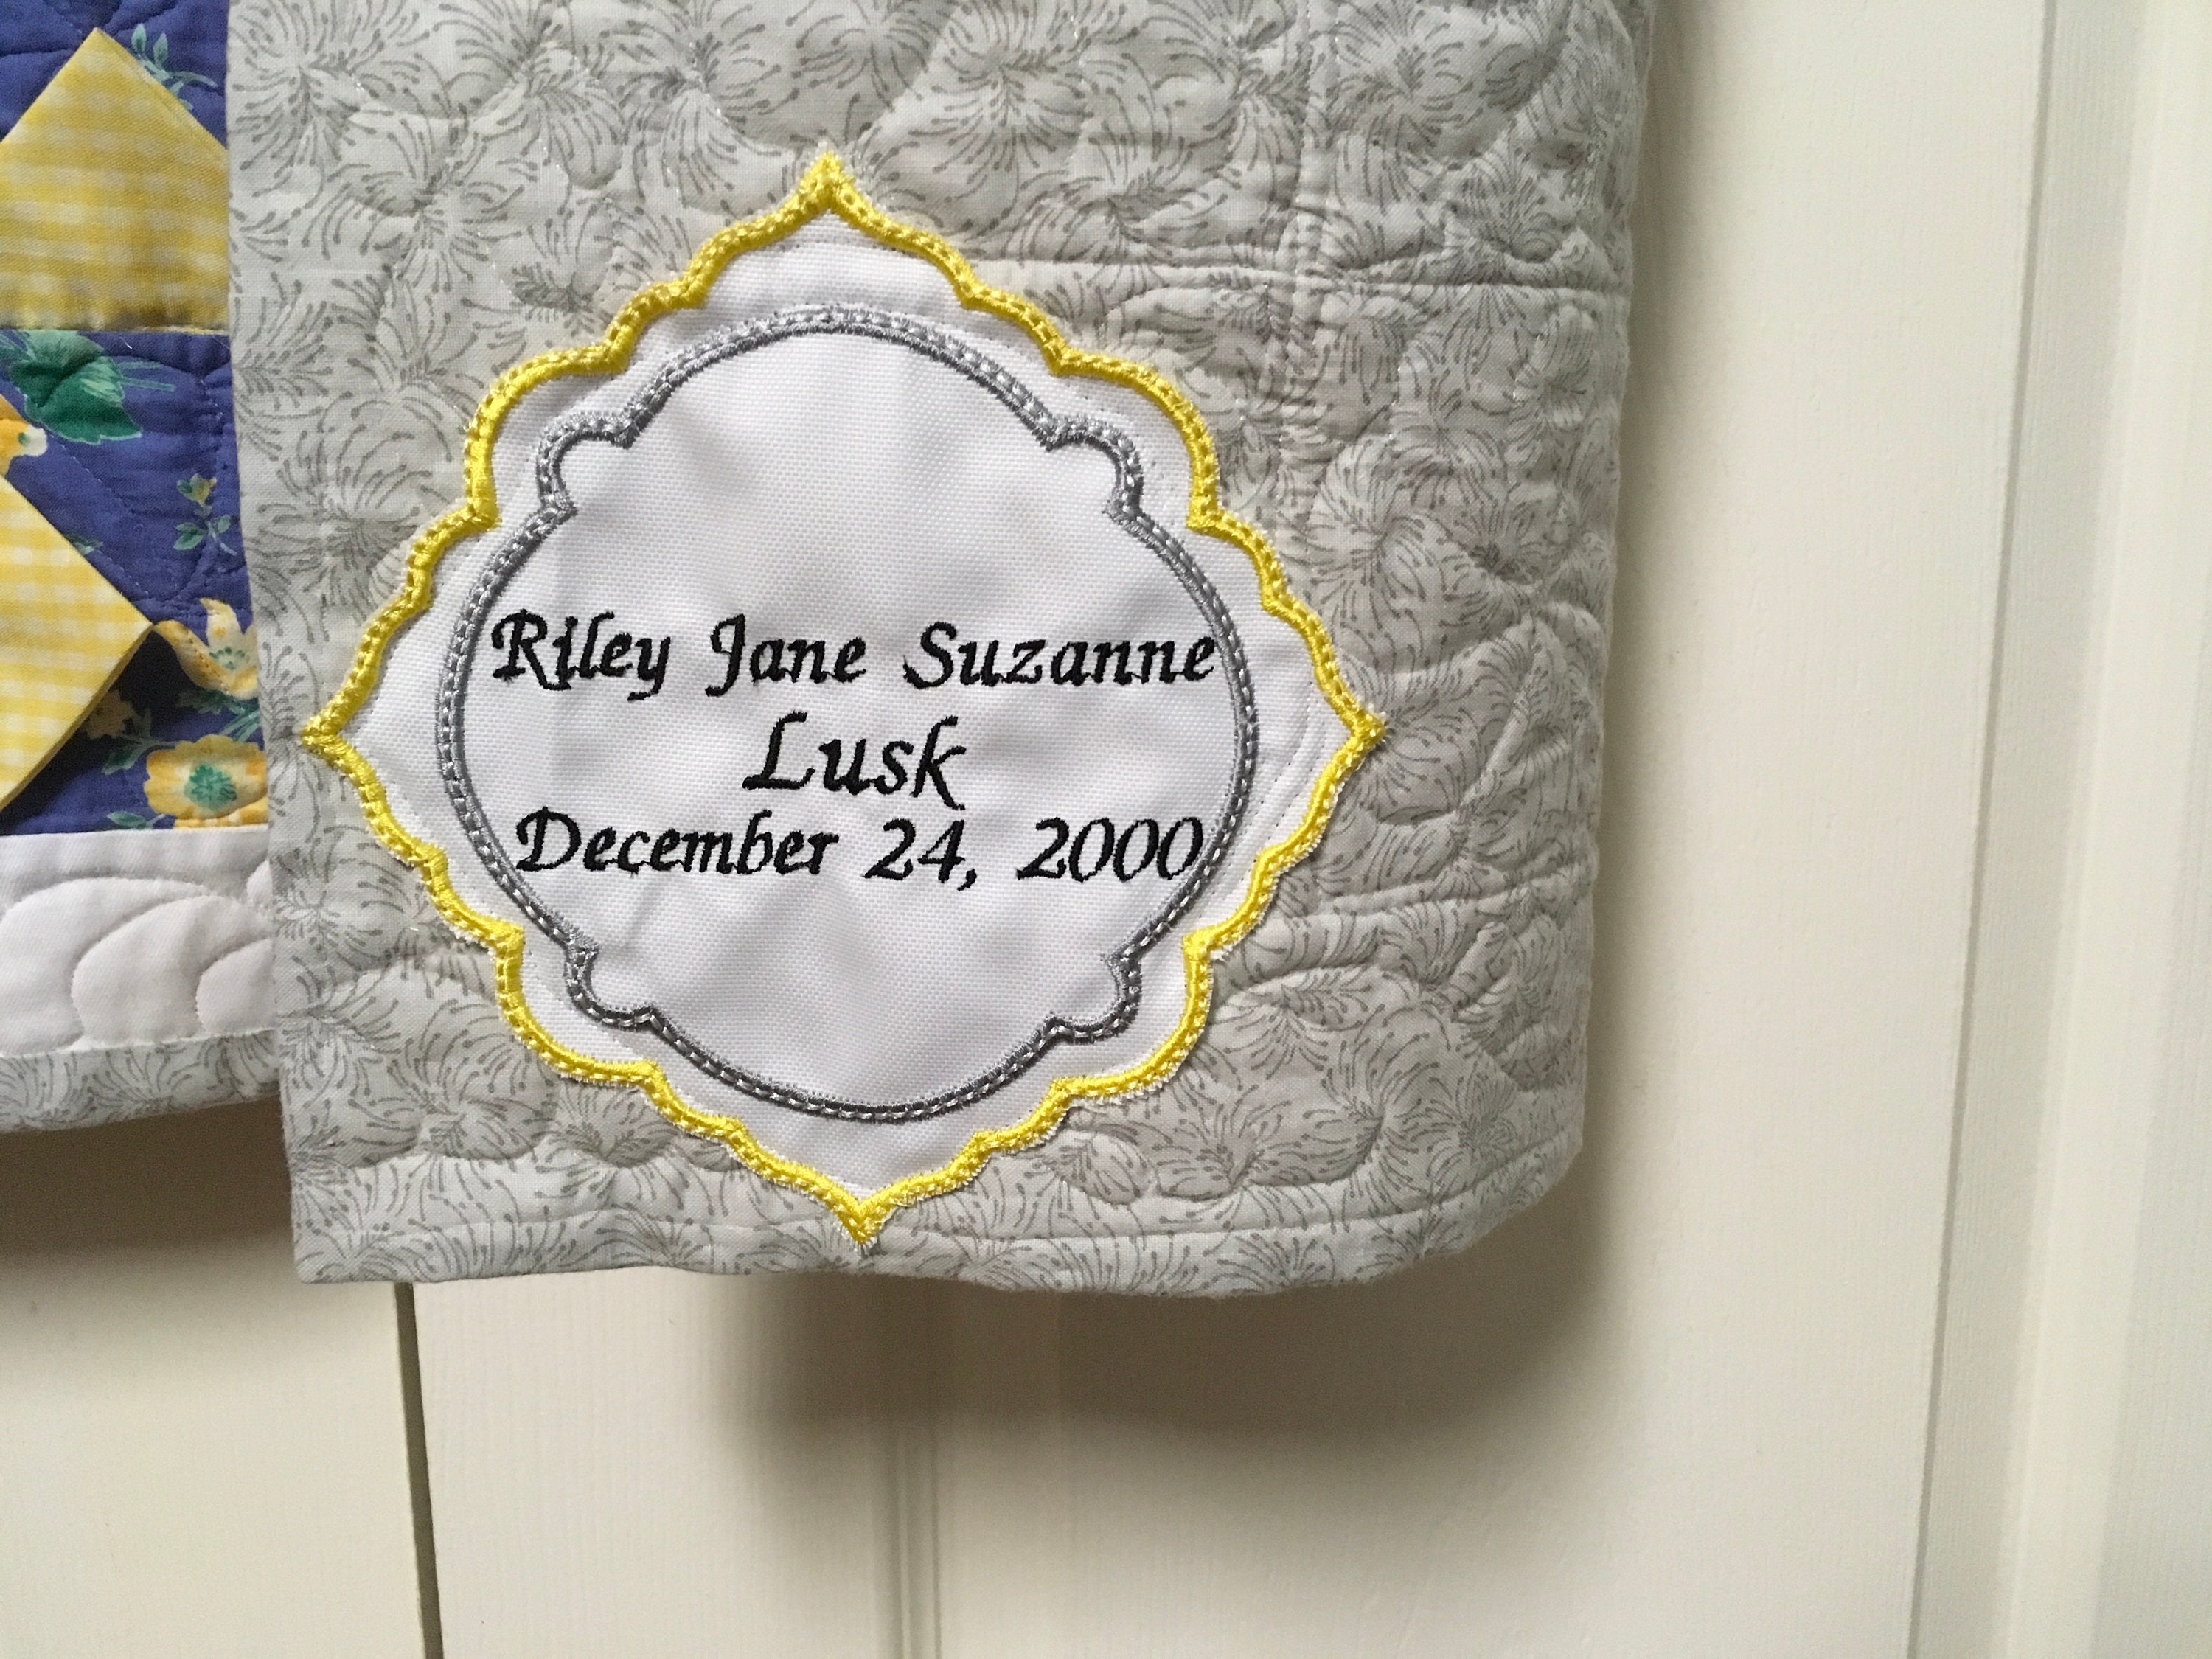 Riley Jane Suzanne
Lusk
December 24, 2000